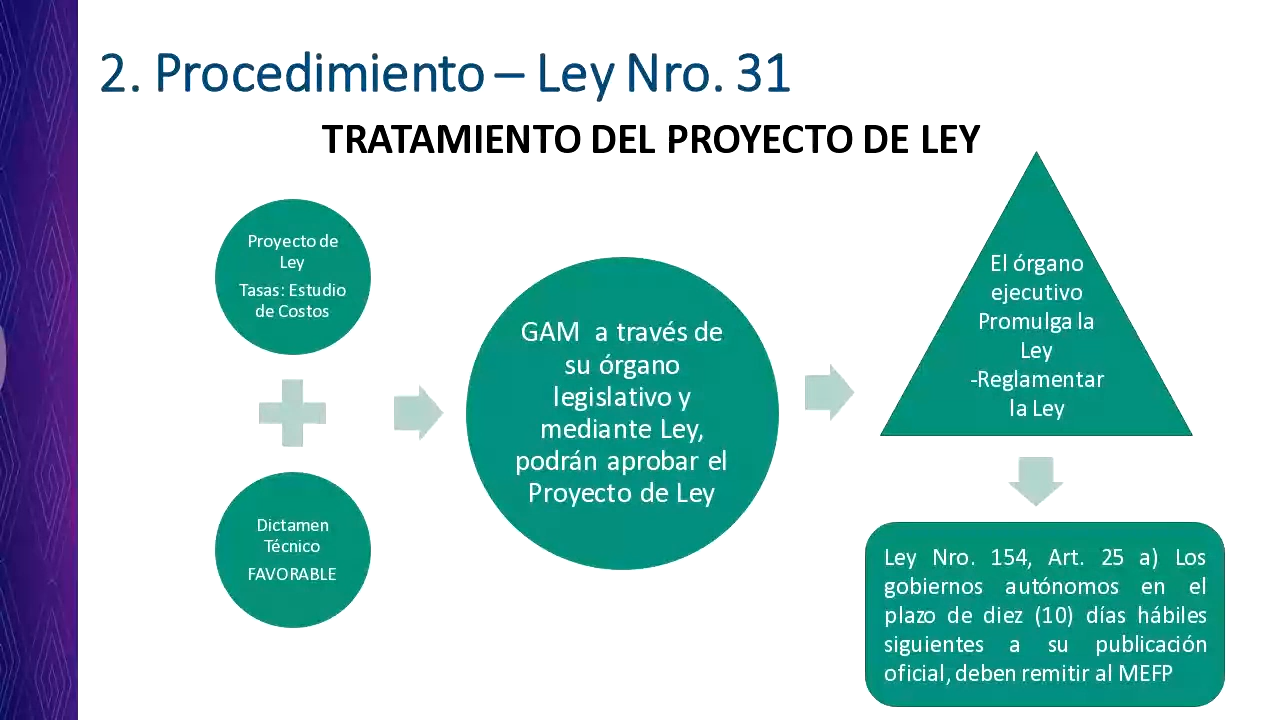 2. Procedimiento – Ley Nro. 31
TRATAMIENTO DEL PROYECTO DE LEY
Proyecto de
Ley
Tasas: Estudio
de Costos
Dictamen
Técnico
FAVORABLE
GAM a través de
su órgano
legislativo y
mediante Ley,
podrán aprobar el
Proyecto de Ley
El órgano
ejecutivo
Promulga la
Ley
-Reglamentar
la Ley
Ley Nro. 154, Art. 25 a) Los
gobiernos autónomos en el
plazo de diez (10) días hábiles
siguientes a su publicación
oficial, deben remitir al MEFP